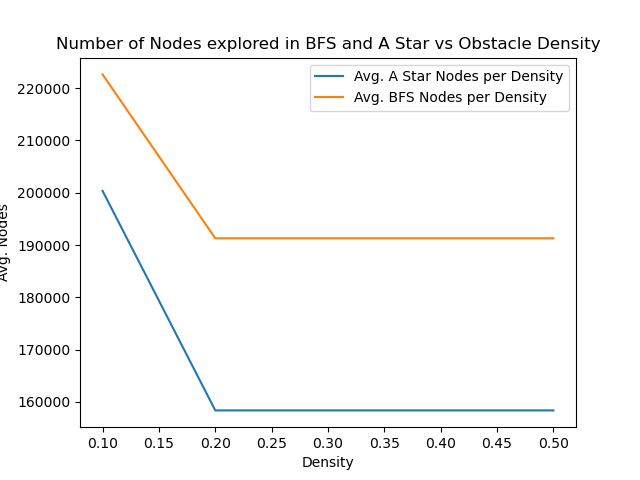 Number of Nodes explored in BFS and A Star vs Obstacle Density
Avg. A Star Nodes per Density
Avg. BFS Nodes per Density
220000
210000
200000
190000
180000
170000
160000
Avg. Nodes
0.10 0.15 0.20 0.25 0.30 0.35 0.40 0.45 0.50
Density